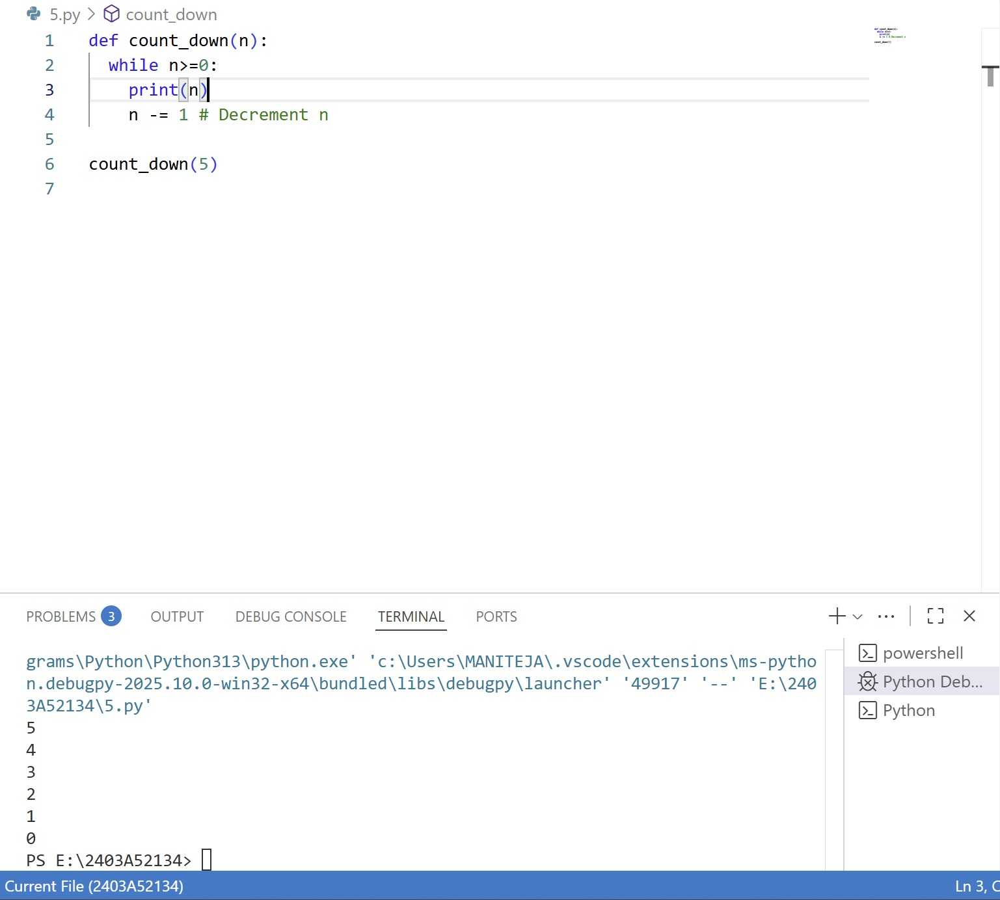 5.py > count_down
1 def count_down(n):
2   while n>=0:
3     print(n)
4     n -= 1 # Decrement n
5
6 count_down(5)
7
PROBLEMS 3 OUTPUT DEBUG CONSOLE TERMINAL PORTS
grams\Python\Python313\python.exe' 'c:\Users\MANITEJA\.vscode\extensions\ms-pytho
n.debugpy-2025.10.0-win32-x64\bundled\libs\debugpy\launcher' '49917' '--' 'E:\240
3A52134\5.py'
5
4
3
2
1
0
PS E:\2403A52134>
powershell
Python Deb...
Python
Current File (2403A52134)
Ln 3, C